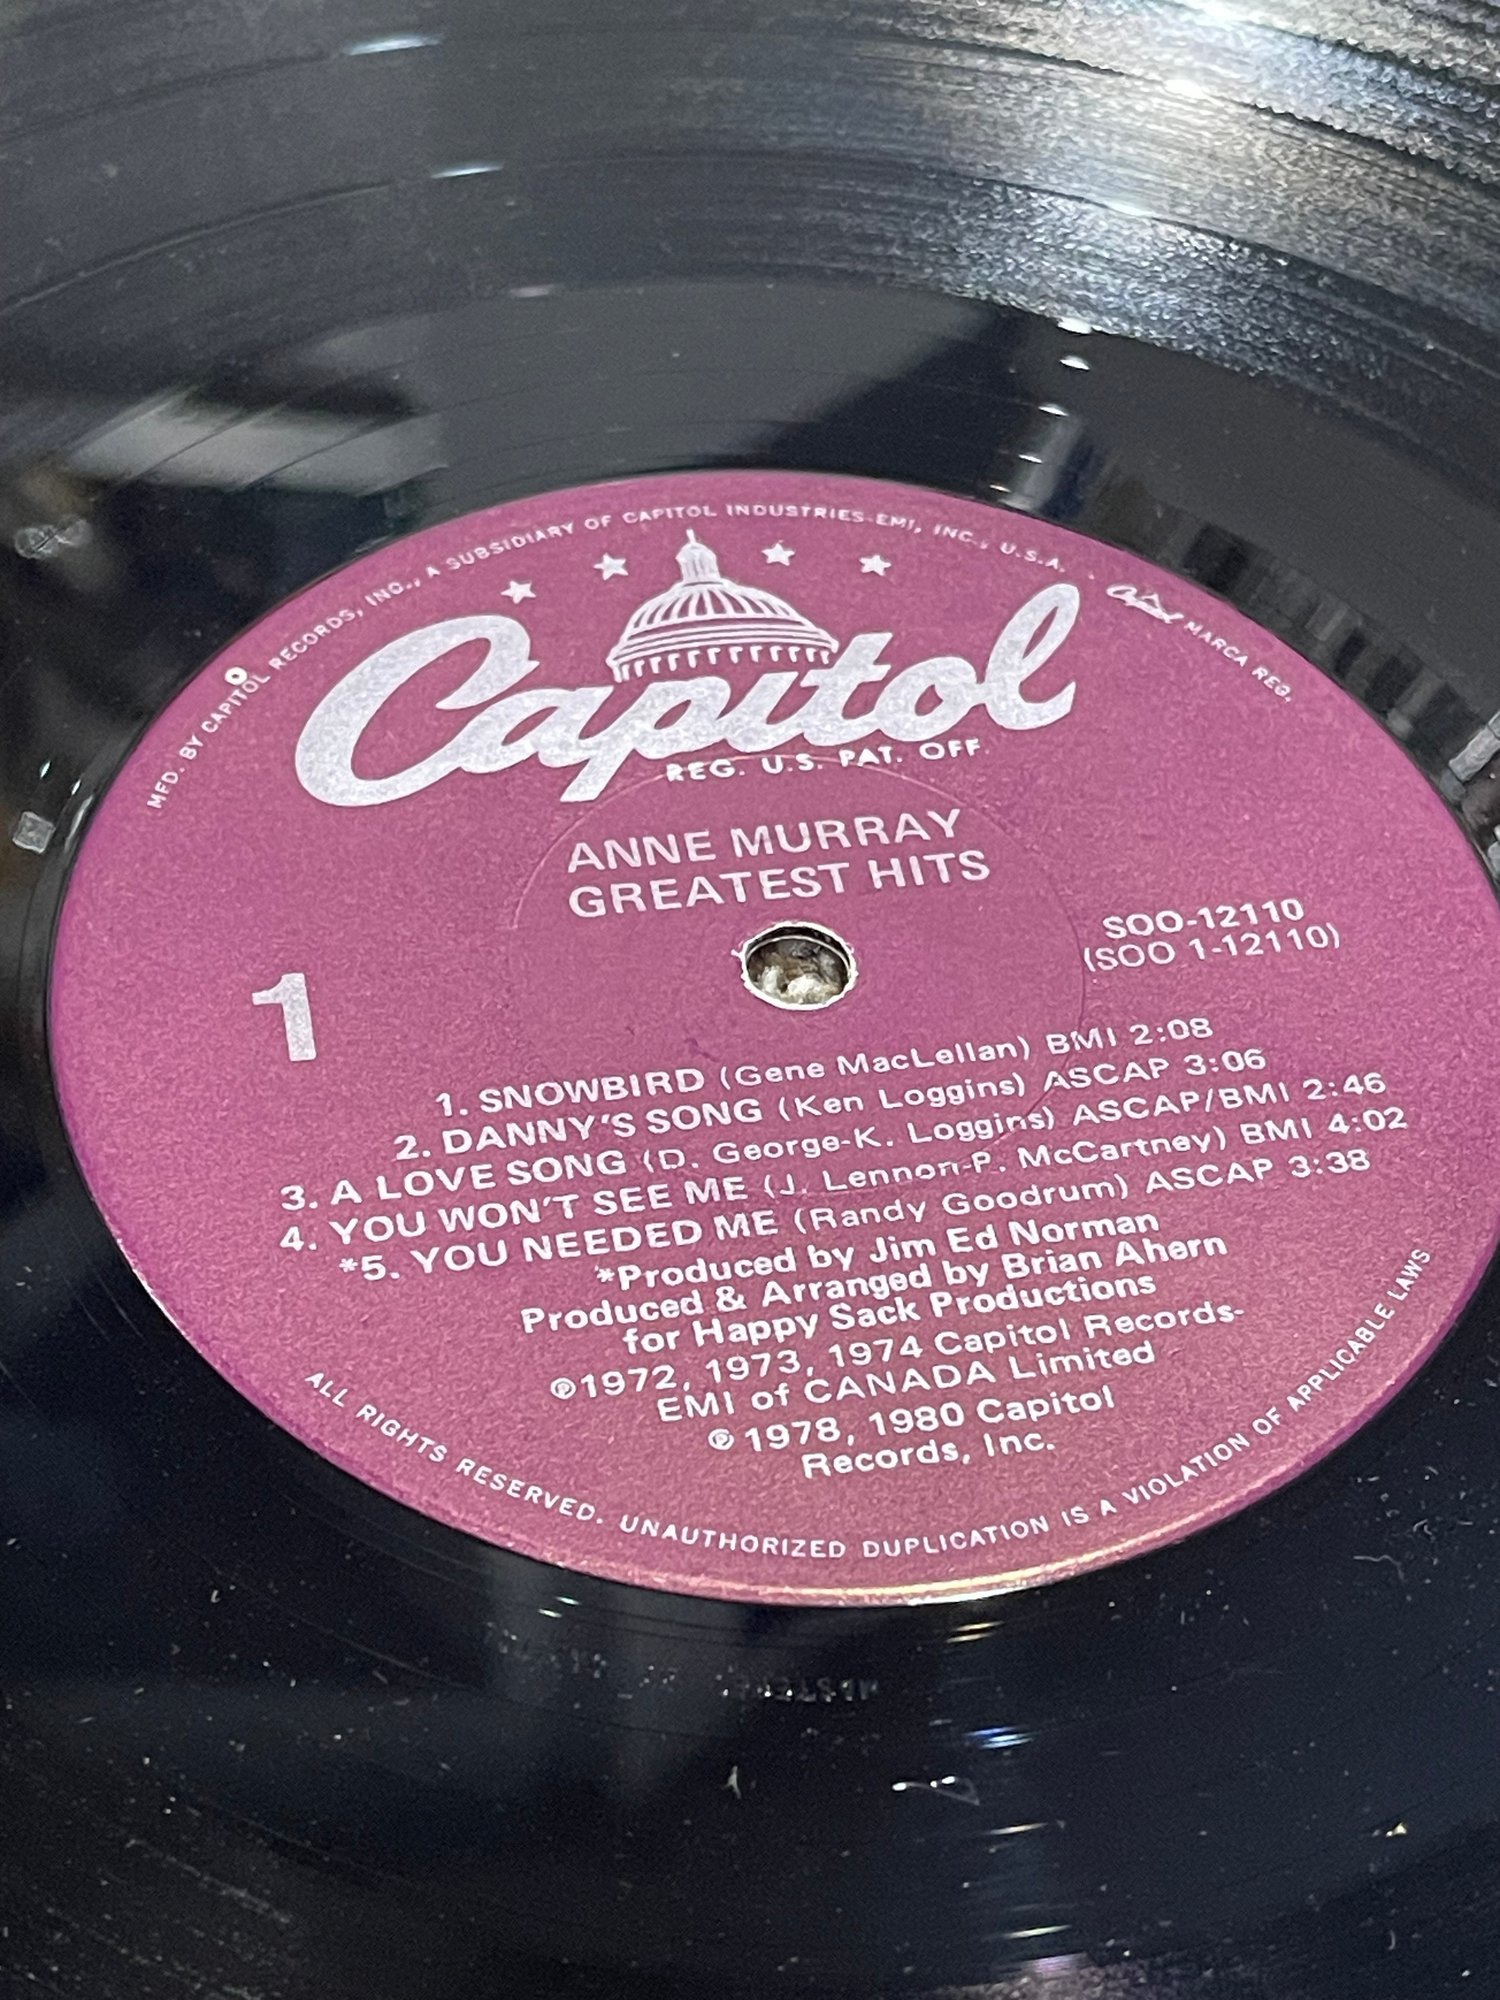 MFD. BY CAPITOL RECORDS, INC., A SUBSIDIARY OF CAPITOL INDUSTRIES-EMI, INC., U.S.A. • Capitol MARCA REG.
Capitol
REG. U.S. PAT. OFF.
ANNE MURRAY
GREATEST HITS
SOO-12110
(SOO 1-12110)
1
1. SNOWBIRD (Gene MacLellan) BMI 2:08
2. DANNY'S SONG (Ken Loggins) ASCAP 3:06
3. A LOVE SONG (D. George-K. Loggins) ASCAP/BMI 2:46
4. YOU WON'T SEE ME (J. Lennon-P. McCartney) BMI 4:02
*5. YOU NEEDED ME (Randy Goodrum) ASCAP 3:38
*Produced by Jim Ed Norman
Produced & Arranged by Brian Ahern
for Happy Sack Productions
℗1972, 1973, 1974 Capitol Records-
EMI of CANADA Limited
℗1978, 1980 Capitol
Records, Inc.
ALL RIGHTS RESERVED. UNAUTHORIZED DUPLICATION IS A VIOLATION OF APPLICABLE LAWS